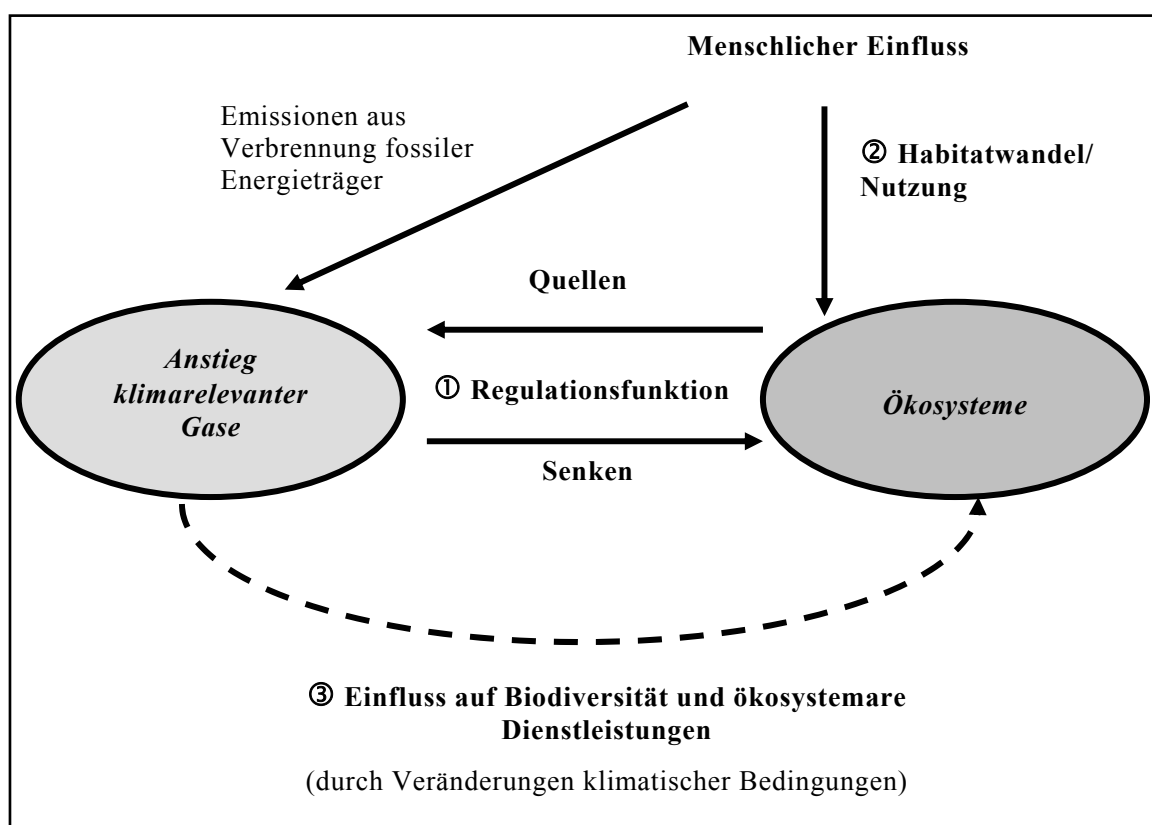 Menschlicher Einfluss
Emissionen aus
Verbrennung fossiler
Energieträger
② Habitatwandel/
Nutzung
Quellen
Anstieg
klimarelevanter
Gase
① Regulationsfunktion
Ökosysteme
Senken
③ Einfluss auf Biodiversität und ökosystemare
Dienstleistungen
(durch Veränderungen klimatischer Bedingungen)